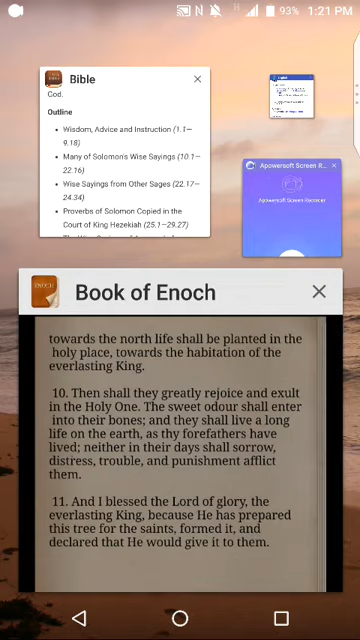 93% 1:21 PM
Bible
God.
Outline
• Wisdom, Advice and Instruction (1.1—
9.18)
• Many of Solomon's Wise Sayings (10.1—
22.16)
• Wise Sayings from Other Sages (22.17—
24.34)
• Proverbs of Solomon Copied in the
Court of King Hezekiah (25.1—29.27)
English
Apowersoft Screen R...
Apowersoft Screen Recorder
ENOCH
Book of Enoch
towards the north life shall be planted in the
holy place, towards the habitation of the
everlasting King.
10. Then shall they greatly rejoice and exult
in the Holy One. The sweet odour shall enter
into their bones; and they shall live a long
life on the earth, as thy forefathers have
lived; neither in their days shall sorrow,
distress, trouble, and punishment afflict
them.
11. And I blessed the Lord of glory, the
everlasting King, because He has prepared
this tree for the saints, formed it, and
declared that He would give it to them.